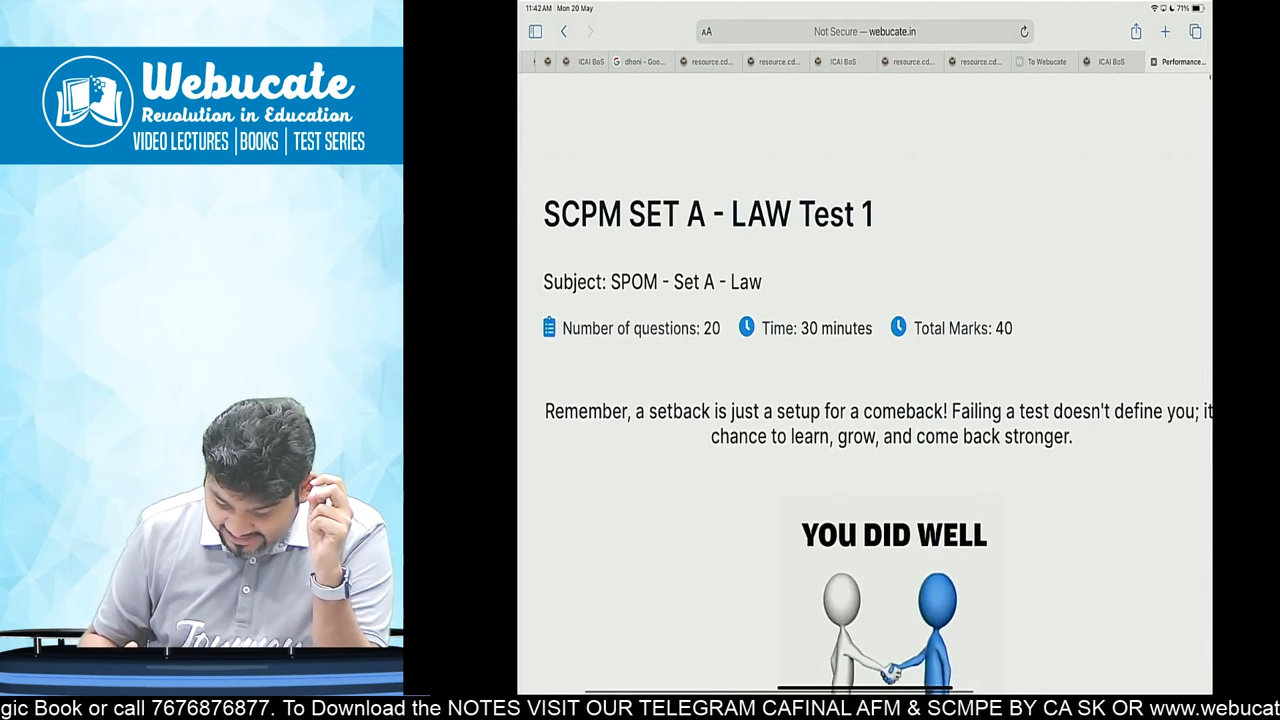 Webucate
Revolution in Education
VIDEO LECTURES | BOOKS | TEST SERIES
11:42 AM Mon 20 May
71%
AA
Not Secure — webucate.in
ICAI BoS
dhoni - Goo...
resource.cd...
resource.cd...
ICAI BoS
resource.cd...
resource.cd...
To Webucate
ICAI BoS
Performance...
SCPM SET A - LAW Test 1
Subject: SPOM - Set A - Law
Number of questions: 20 Time: 30 minutes Total Marks: 40
Remember, a setback is just a setup for a comeback! Failing a test doesn't define you; it
chance to learn, grow, and come back stronger.
YOU DID WELL
gic Book or call 7676876877. To Download the NOTES VISIT OUR TELEGRAM CAFINAL AFM & SCMPE BY CA SK OR www.webucat